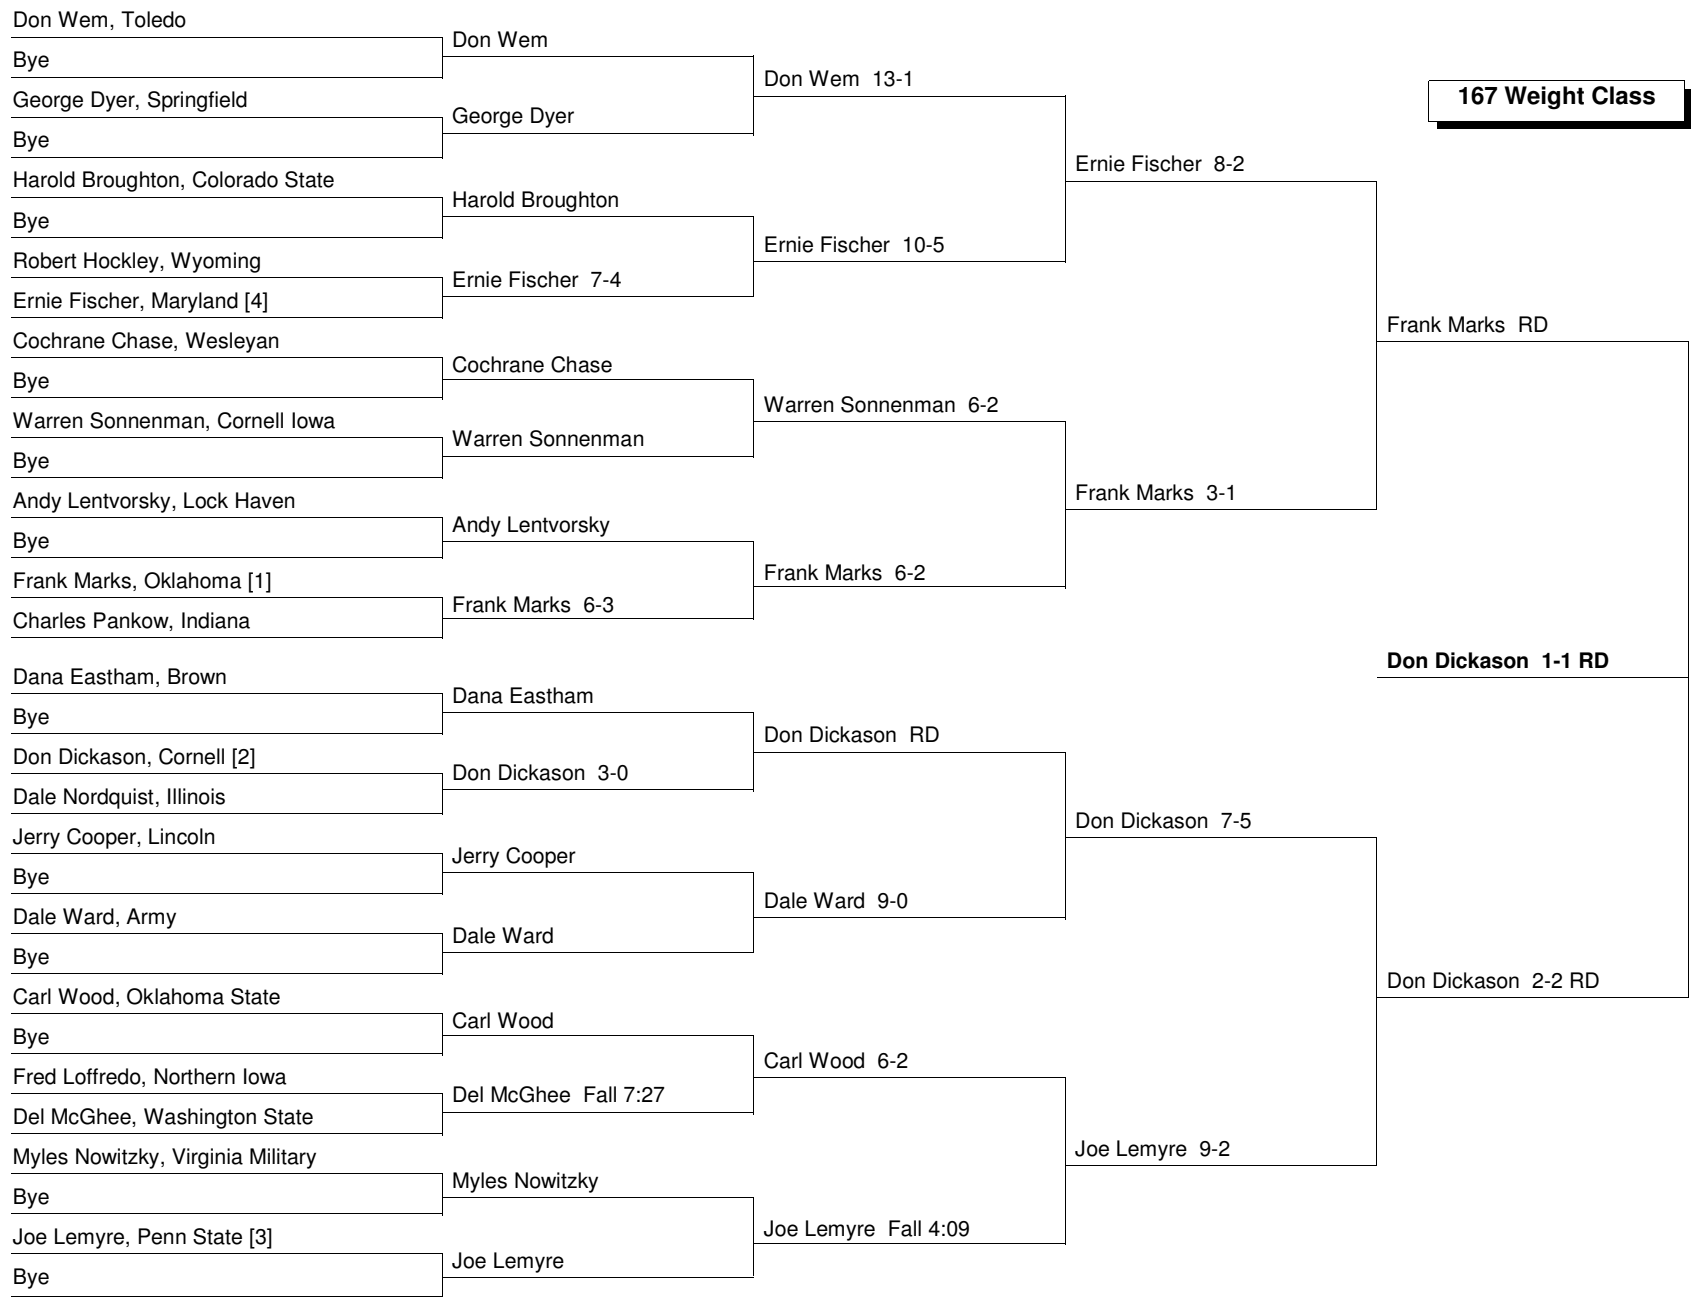 167 Weight Class
Don Wem, Toledo
Bye
George Dyer, Springfield
Bye
Harold Broughton, Colorado State
Bye
Robert Hockley, Wyoming
Ernie Fischer, Maryland [4]
Cochrane Chase, Wesleyan
Bye
Warren Sonnenman, Cornell Iowa
Bye
Andy Lentvorsky, Lock Haven
Bye
Frank Marks, Oklahoma [1]
Charles Pankow, Indiana
Dana Eastham, Brown
Bye
Don Dickason, Cornell [2]
Dale Nordquist, Illinois
Jerry Cooper, Lincoln
Bye
Dale Ward, Army
Bye
Carl Wood, Oklahoma State
Bye
Fred Loffredo, Northern Iowa
Del McGhee, Washington State
Myles Nowitzky, Virginia Military
Bye
Joe Lemyre, Penn State [3]
Bye
Don Wem
George Dyer
Harold Broughton
Ernie Fischer 7-4
Cochrane Chase
Warren Sonnenman
Andy Lentvorsky
Frank Marks 6-3
Dana Eastham
Don Dickason 3-0
Jerry Cooper
Dale Ward
Carl Wood
Del McGhee Fall 7:27
Myles Nowitzky
Joe Lemyre
Don Wem 13-1
Ernie Fischer 10-5
Warren Sonnenman 6-2
Frank Marks 6-2
Don Dickason RD
Dale Ward 9-0
Carl Wood 6-2
Joe Lemyre Fall 4:09
Ernie Fischer 8-2
Frank Marks 3-1
Don Dickason 7-5
Joe Lemyre 9-2
Frank Marks RD
Don Dickason 2-2 RD
Don Dickason 1-1 RD